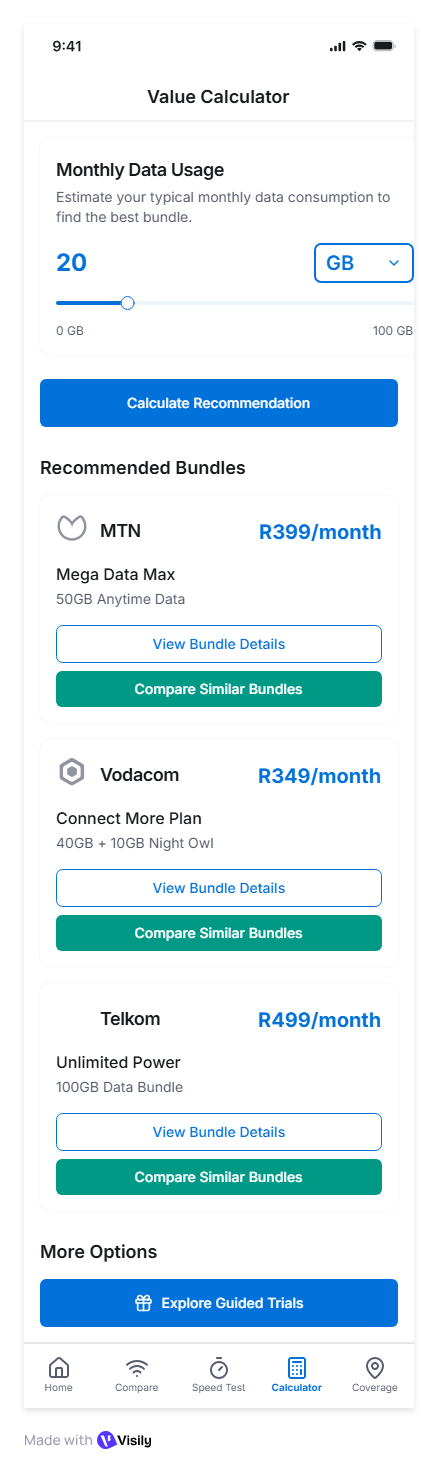 9:41
Value Calculator
Monthly Data Usage
Estimate your typical monthly data consumption to
find the best bundle.
20
GB
0 GB
100 GB
Calculate Recommendation
Recommended Bundles
MTN
R399/month
Mega Data Max
50GB Anytime Data
View Bundle Details
Compare Similar Bundles
Vodacom
R349/month
Connect More Plan
40GB + 10GB Night Owl
View Bundle Details
Compare Similar Bundles
Telkom
R499/month
Unlimited Power
100GB Data Bundle
View Bundle Details
Compare Similar Bundles
More Options
Explore Guided Trials
Home
Compare
Speed Test
Calculator
Coverage
Made with Visily